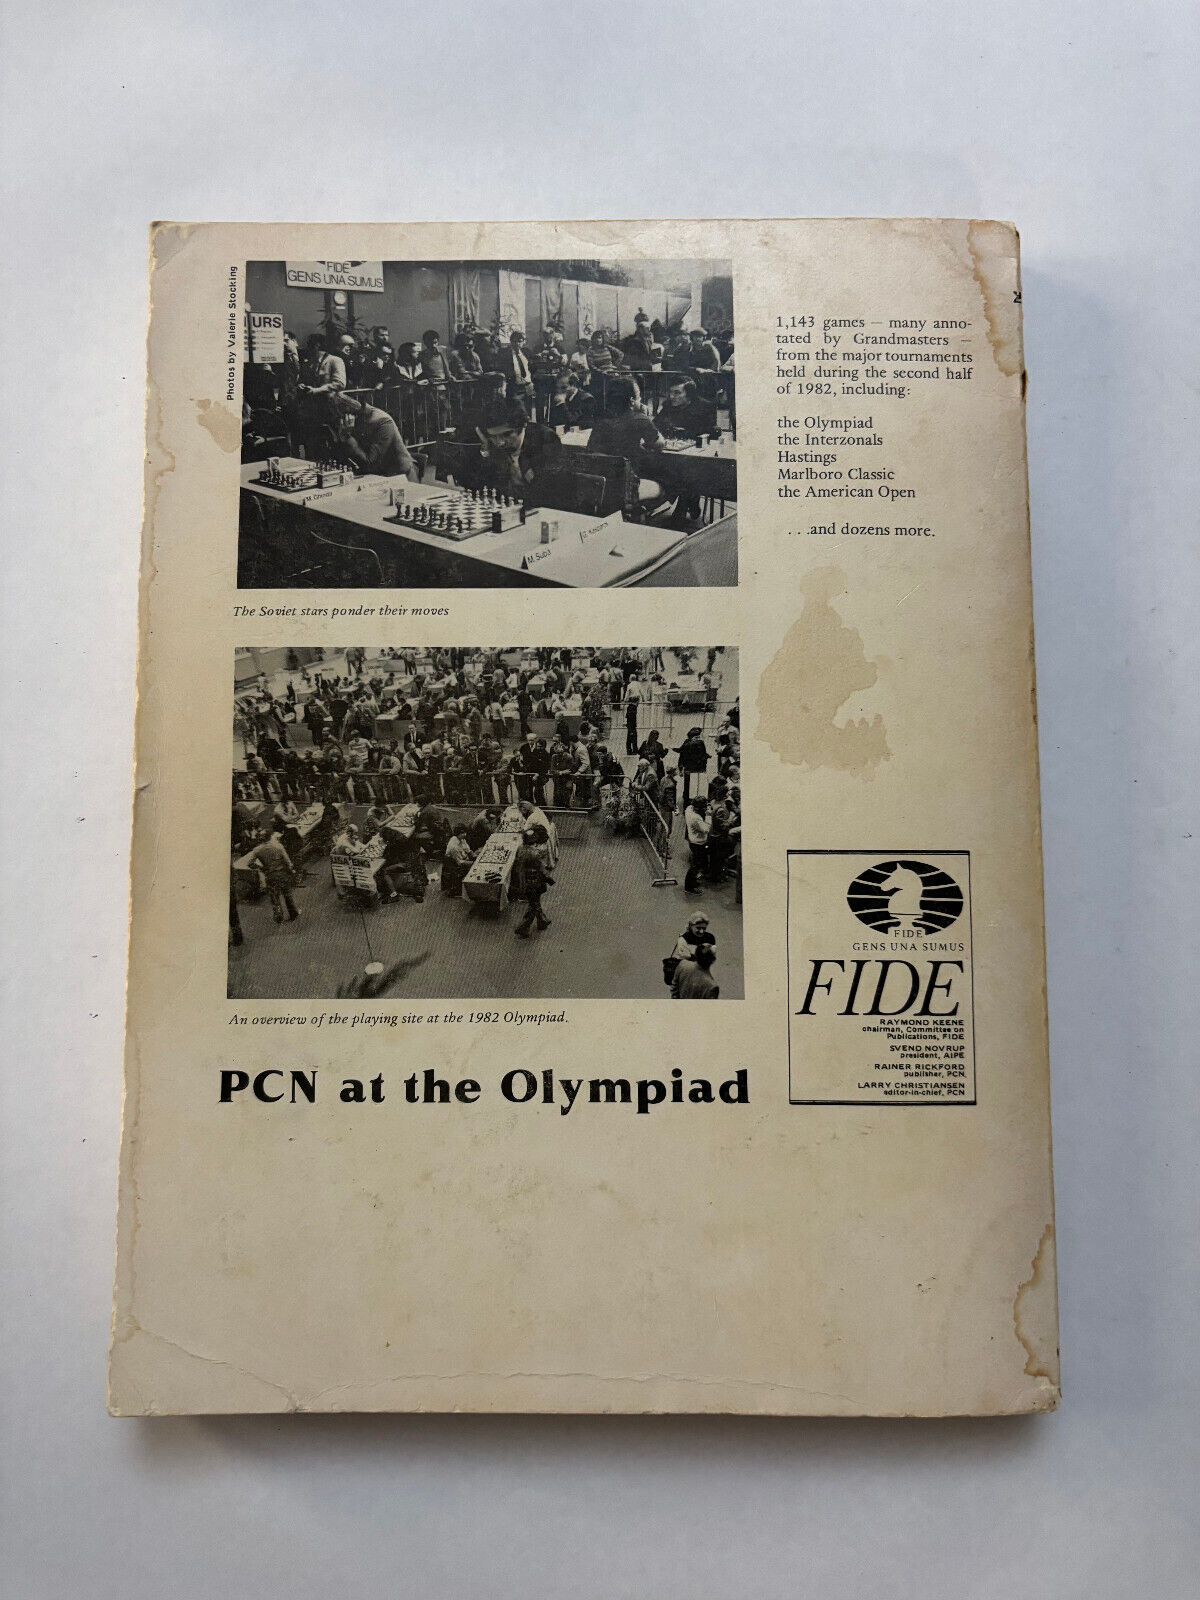 Photos by Valerie Stocking
FIDE
GENS UNA SUMUS
URS
M. Suba
The Soviet stars ponder their moves
1,143 games — many anno-
tated by Grandmasters —
from the major tournaments
held during the second half
of 1982, including:
the Olympiad
the Interzonals
Hastings
Marlboro Classic
the American Open
. . .and dozens more.
USA ENG
An overview of the playing site at the 1982 Olympiad.
PCN at the Olympiad
FIDE
GENS UNA SUMUS
FIDE
RAYMOND KEENE
chairman, Committee on
Publications, FIDE
SVEND NOVRUP
president, AIPE
RAINER RICKFORD
publisher, PCN
LARRY CHRISTIANSEN
editor-in-chief, PCN